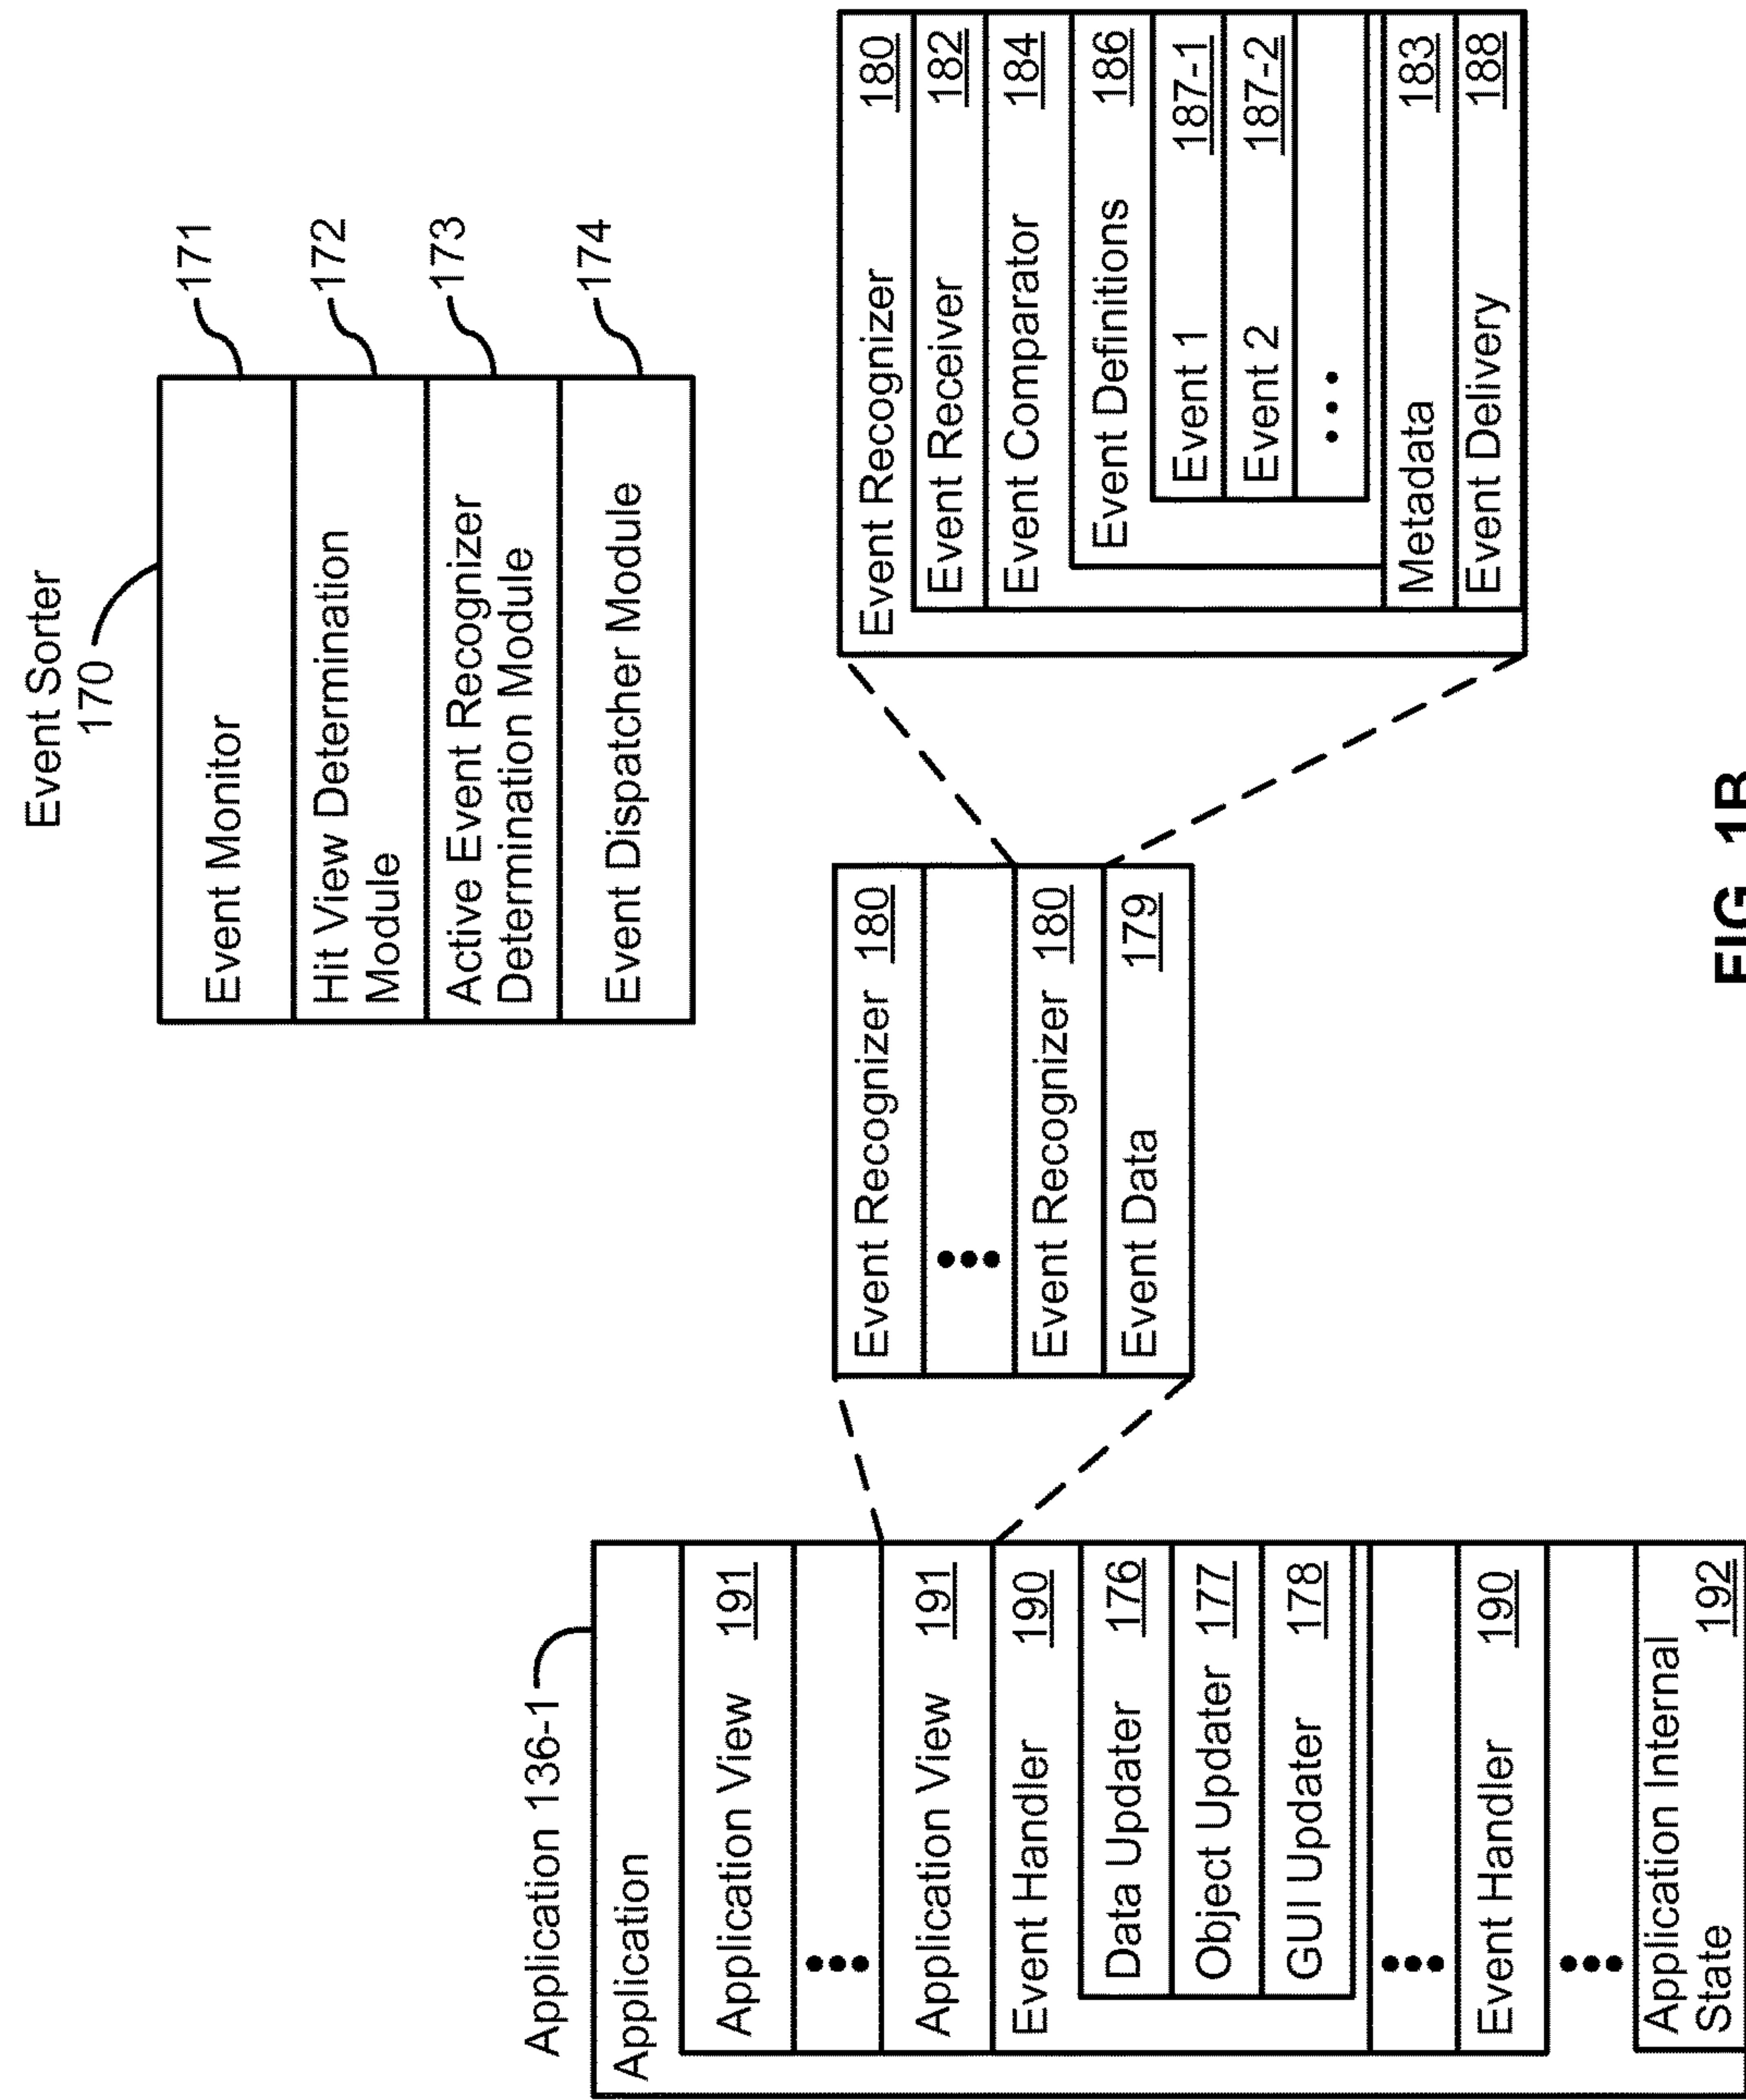 Event Sorter
170
Event Monitor
171
Hit View Determination
Module
172
Active Event Recognizer
Determination Module
173
Event Dispatcher Module
174
Application 136-1
Application
Application View 191
•••
Application View 191
Event Handler 190
Data Updater 176
Object Updater 177
GUI Updater 178
•••
Event Handler 190
•••
Application Internal
State 192
Event Recognizer 180
•••
Event Recognizer 180
Event Data 179
Event Recognizer 180
Event Receiver 182
Event Comparator 184
Event Definitions 186
Event 1 187-1
Event 2 187-2
•••
Metadata 183
Event Delivery 188
FIG. 1B